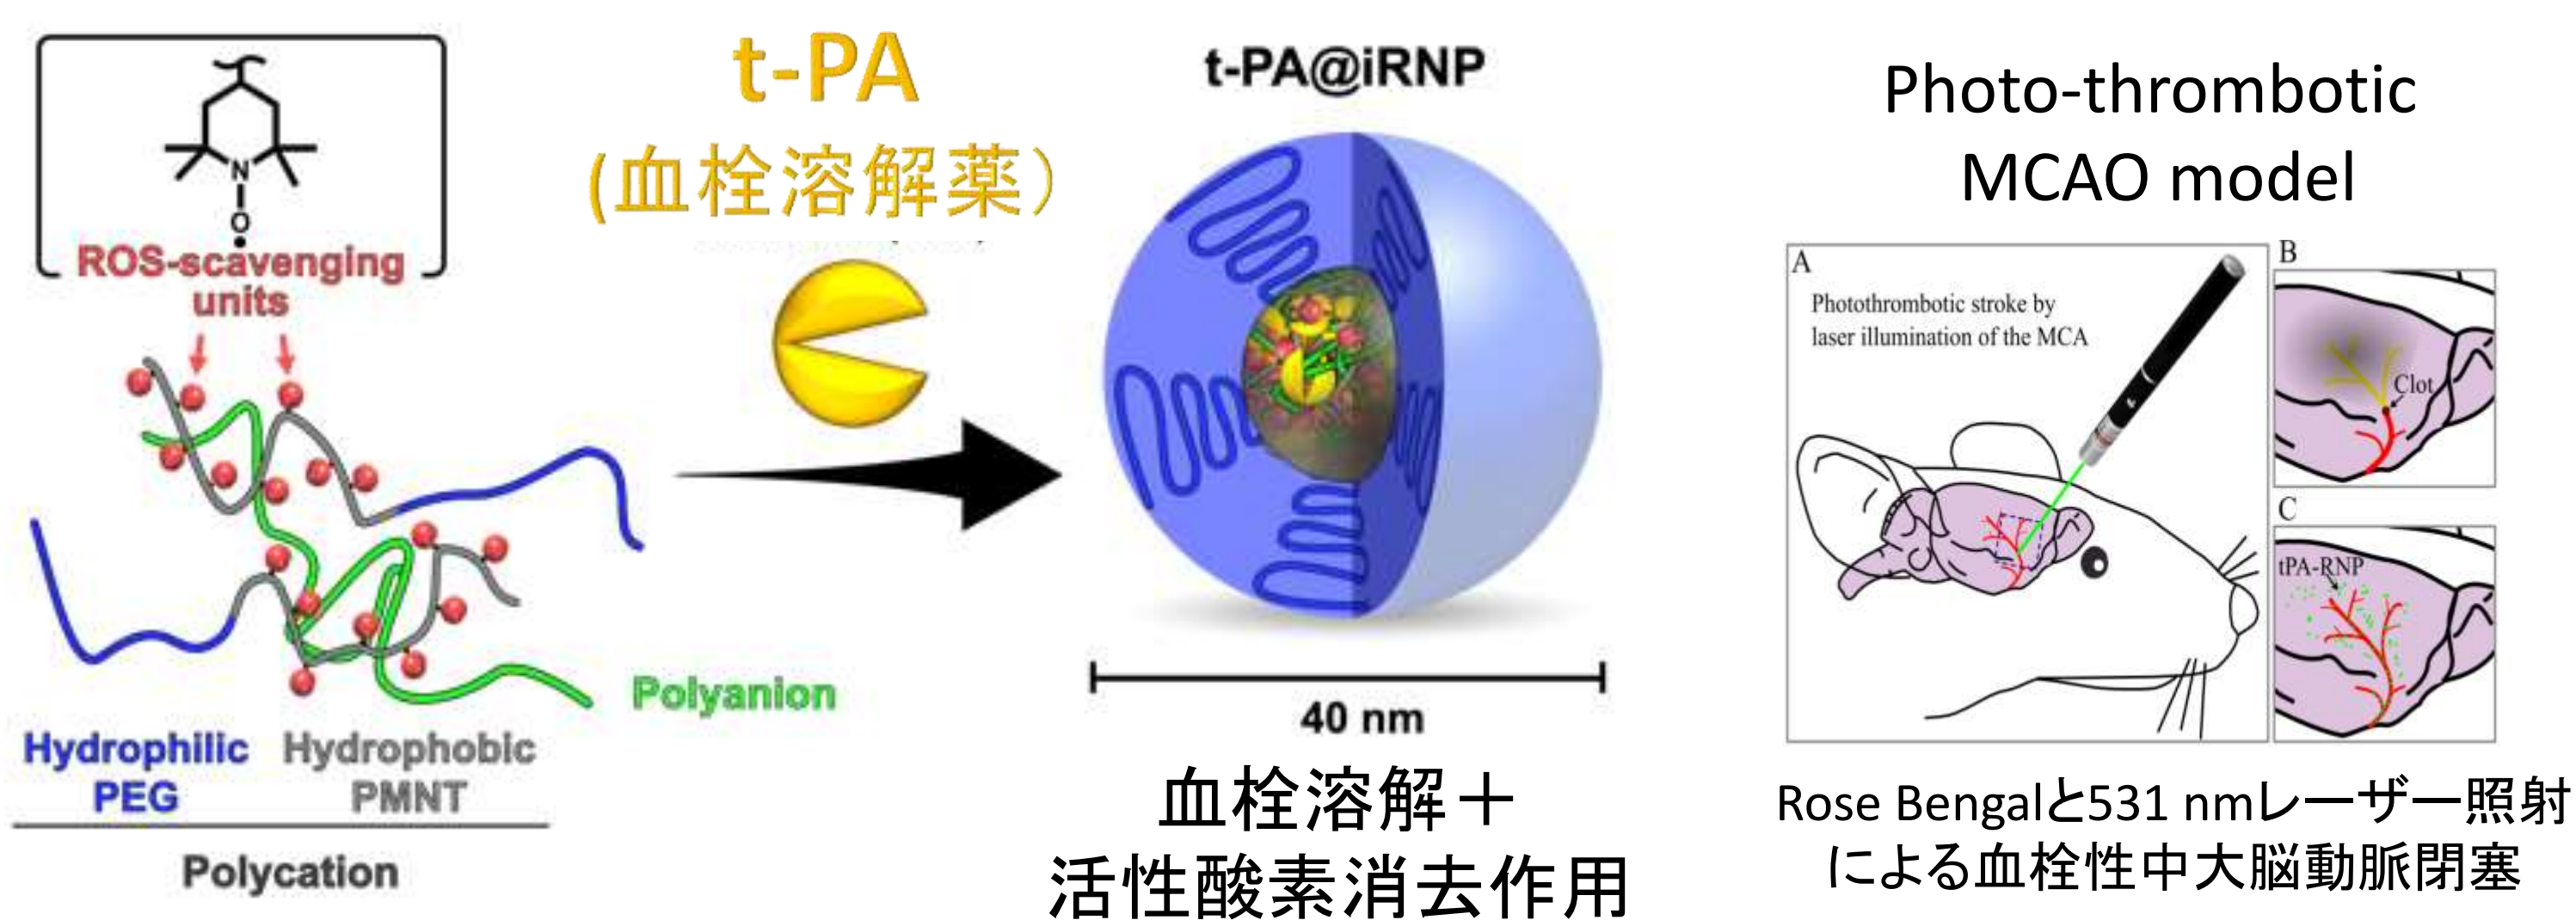 N
O
ROS-scavenging
units
Polyanion
Hydrophilic
PEG
Hydrophobic
PMNT
Polycation
t-PA
(血栓溶解薬）
t-PA@iRNP
40 nm
血栓溶解＋
活性酸素消去作用
Photo-thrombotic
MCAO model
A
Photothrombotic stroke by
laser illumination of the MCA
B
Clot
C
tPA-RNP
Rose Bengalと531 nmレーザー照射
による血栓性中大脳動脈閉塞